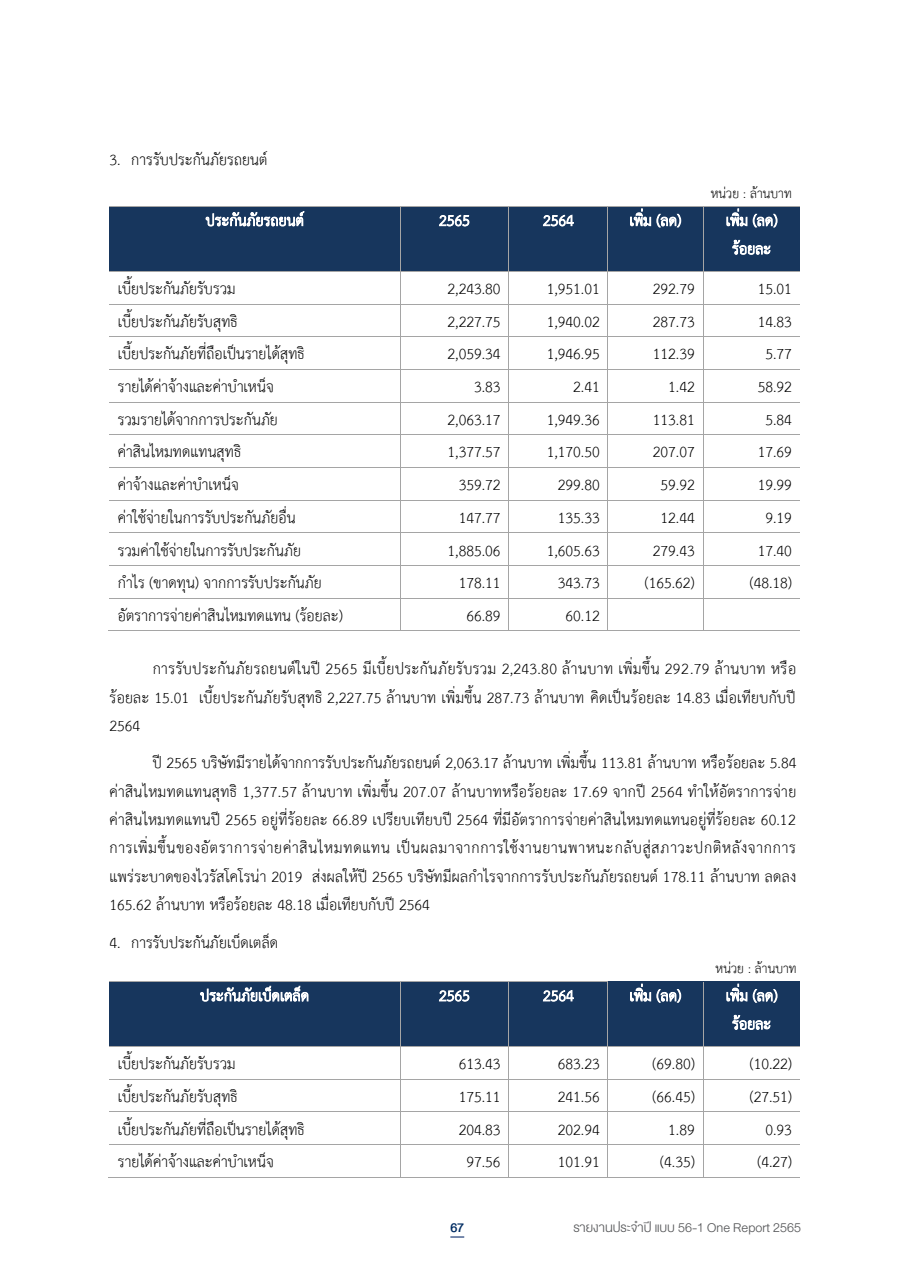 3. การรับประกันภัยรถยนต์
หน่วย : ล้านบาท
ประกันภัยรถยนต์ 2565 2564 เพิ่ม (ลด) เพิ่ม (ลด)
ร้อยละ
เบี้ยประกันภัยรับรวม 2,243.80 1,951.01 292.79 15.01
เบี้ยประกันภัยรับสุทธิ 2,227.75 1,940.02 287.73 14.83
เบี้ยประกันภัยที่ถือเป็นรายได้สุทธิ 2,059.34 1,946.95 112.39 5.77
รายได้ค่าจ้างและค่าบำเหน็จ 3.83 2.41 1.42 58.92
รวมรายได้จากการประกันภัย 2,063.17 1,949.36 113.81 5.84
ค่าสินไหมทดแทนสุทธิ 1,377.57 1,170.50 207.07 17.69
ค่าจ้างและค่าบำเหน็จ 359.72 299.80 59.92 19.99
ค่าใช้จ่ายในการรับประกันภัยอื่น 147.77 135.33 12.44 9.19
รวมค่าใช้จ่ายในการรับประกันภัย 1,885.06 1,605.63 279.43 17.40
กำไร (ขาดทุน) จากการรับประกันภัย 178.11 343.73 (165.62) (48.18)
อัตราการจ่ายค่าสินไหมทดแทน (ร้อยละ) 66.89 60.12
การรับประกันภัยรถยนต์ในปี 2565 มีเบี้ยประกันภัยรับรวม 2,243.80 ล้านบาท เพิ่มขึ้น 292.79 ล้านบาท หรือ
ร้อยละ 15.01 เบี้ยประกันภัยรับสุทธิ 2,227.75 ล้านบาท เพิ่มขึ้น 287.73 ล้านบาท คิดเป็นร้อยละ 14.83 เมื่อเทียบกับปี
2564
ปี 2565 บริษัทมีรายได้จากการรับประกันภัยรถยนต์ 2,063.17 ล้านบาท เพิ่มขึ้น 113.81 ล้านบาท หรือร้อยละ 5.84
ค่าสินไหมทดแทนสุทธิ 1,377.57 ล้านบาท เพิ่มขึ้น 207.07 ล้านบาทหรือร้อยละ 17.69 จากปี 2564 ทำให้อัตราการจ่าย
ค่าสินไหมทดแทนปี 2565 อยู่ที่ร้อยละ 66.89 เปรียบเทียบปี 2564 ที่มีอัตราการจ่ายค่าสินไหมทดแทนอยู่ที่ร้อยละ 60.12
การเพิ่มขึ้นของอัตราการจ่ายค่าสินไหมทดแทน เป็นผลมาจากการใช้งานยานพาหนะกลับสู่สภาวะปกติหลังจากการ
แพร่ระบาดของไวรัสโคโรน่า 2019 ส่งผลให้ปี 2565 บริษัทมีผลกำไรจากการรับประกันภัยรถยนต์ 178.11 ล้านบาท ลดลง
165.62 ล้านบาท หรือร้อยละ 48.18 เมื่อเทียบกับปี 2564
4. การรับประกันภัยเบ็ดเตล็ด
หน่วย : ล้านบาท
ประกันภัยเบ็ดเตล็ด 2565 2564 เพิ่ม (ลด) เพิ่ม (ลด)
ร้อยละ
เบี้ยประกันภัยรับรวม 613.43 683.23 (69.80) (10.22)
เบี้ยประกันภัยรับสุทธิ 175.11 241.56 (66.45) (27.51)
เบี้ยประกันภัยที่ถือเป็นรายได้สุทธิ 204.83 202.94 1.89 0.93
รายได้ค่าจ้างและค่าบำเหน็จ 97.56 101.91 (4.35) (4.27)
67 รายงานประจำปี แบบ 56-1 One Report 2565